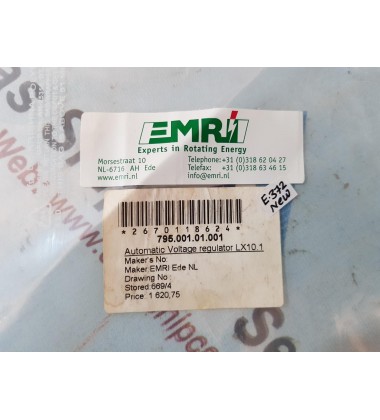 EMRI
Experts in Rotating Energy
Morsestraat 10 Telephone: +31 (0)318 62 04 27
NL-6716 AH Ede Telefax: +31 (0)318 63 46 15
www.emri.nl info@emri.nl
E-372
NEW
*2670118624*
795.001.01.001
Automatic Voltage regulator LX10.1
Maker's No:
Maker:EMRI Ede NL
Drawing No:
Stored:669/4
Price: 1 620,75